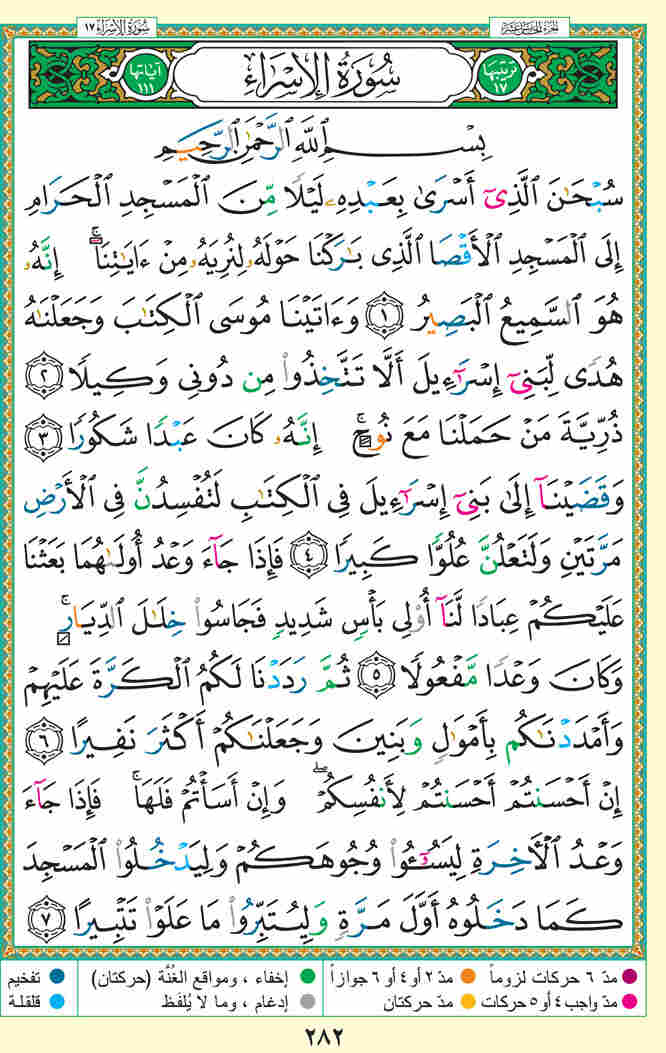 سُورَةُ الإِسْرَاءِ ١٧
الجزء الخامس عشر
ترتيبها ١٧
سُورَةُ الإِسْرَاءِ
آياتها ١١١
بِسْمِ ٱللَّهِ ٱلرَّحْمَٰنِ ٱلرَّحِيمِ
سُبْحَٰنَ ٱلَّذِىٓ أَسْرَىٰ بِعَبْدِهِۦ لَيْلًا مِّنَ ٱلْمَسْجِدِ ٱلْحَرَامِ
إِلَى ٱلْمَسْجِدِ ٱلْأَقْصَا ٱلَّذِى بَٰرَكْنَا حَوْلَهُۥ لِنُرِيَهُۥ مِنْ ءَايَٰتِنَآ ۚ إِنَّهُۥ
هُوَ ٱلسَّمِيعُ ٱلْبَصِيرُ ١ وَءَاتَيْنَا مُوسَى ٱلْكِتَٰبَ وَجَعَلْنَٰهُ
هُدًى لِّبَنِىٓ إِسْرَٰٓءِيلَ أَلَّا تَتَّخِذُوا۟ مِن دُونِى وَكِيلًا ٢
ذُرِّيَّةَ مَنْ حَمَلْنَا مَعَ نُوحٍ ۚ إِنَّهُۥ كَانَ عَبْدًا شَكُورًا ٣
وَقَضَيْنَآ إِلَىٰ بَنِىٓ إِسْرَٰٓءِيلَ فِى ٱلْكِتَٰبِ لَتُفْسِدُنَّ فِى ٱلْأَرْضِ
مَرَّتَيْنِ وَلَتَعْلُنَّ عُلُوًّا كَبِيرًا ٤ فَإِذَا جَآءَ وَعْدُ أُولَىٰهُمَا بَعَثْنَا
عَلَيْكُمْ عِبَادًا لَّنَآ أُو۟لِى بَأْسٍ شَدِيدٍ فَجَاسُوا۟ خِلَٰلَ ٱلدِّيَارِ ۚ
وَكَانَ وَعْدًا مَّفْعُولًا ٥ ثُمَّ رَدَدْنَا لَكُمُ ٱلْكَرَّةَ عَلَيْهِمْ
وَأَمْدَدْنَٰكُم بِأَمْوَٰلٍ وَبَنِينَ وَجَعَلْنَٰكُمْ أَكْثَرَ نَفِيرًا ٦
إِنْ أَحْسَنتُمْ أَحْسَنتُمْ لِأَنفُسِكُمْ ۖ وَإِنْ أَسَأْتُمْ فَلَهَا ۚ فَإِذَا جَآءَ
وَعْدُ ٱلْأَخِرَةِ لِيَسُۥٓـُٔوا۟ وُجُوهَكُمْ وَلِيَدْخُلُوا۟ ٱلْمَسْجِدَ
كَمَا دَخَلُوهُ أَوَّلَ مَرَّةٍ وَلِيُتَبِّرُوا۟ مَا عَلَوْا۟ تَتْبِيرًا ٧
مدّ ٦ حركات لزوماً مدّ ٢ أو ٤ أو ٦ جوازاً إخفاء ، ومواقع الغُنَّة (حركتان) تفخيم
مدّ واجب ٤ أو ٥ حركات مدّ حركتان إدغام ، وما لا يُلفَظ قلقلة
٢٨٢